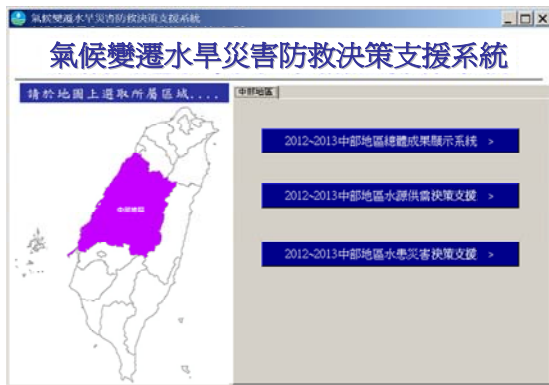 氣候變遷水旱災害防救決策支援系統
氣候變遷水旱災害防救決策支援系統
請於地圖上選取所屬區域....
中部地區
中部地區
2012~2013中部地區總體成果顯示系統 >
2012~2013中部地區水源供需決策支援 >
2012~2013中部地區水患災害決策支援 >